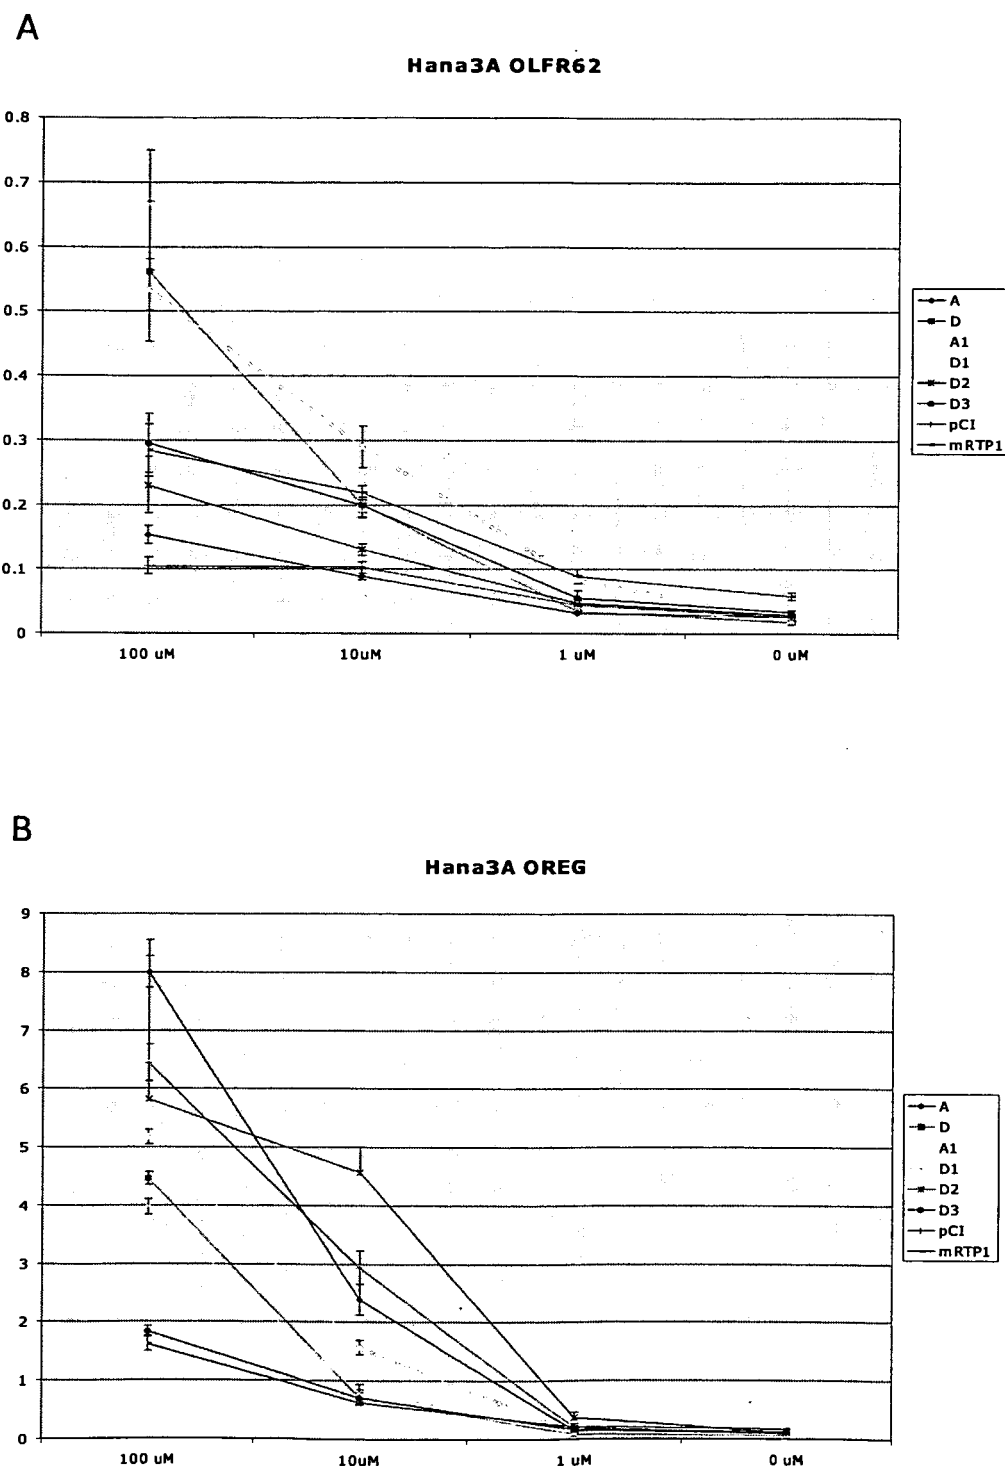 A
Hana3A OLFR62
0.8
0.7
0.6
0.5
0.4
0.3
0.2
0.1
0
100 uM 10uM 1 uM 0 uM
A
D
A1
D1
D2
D3
pCI
mRTP1
B
Hana3A OREG
9
8
7
6
5
4
3
2
1
0
100 uM 10uM 1 uM 0 uM
A
D
A1
D1
D2
D3
pCI
mRTP1